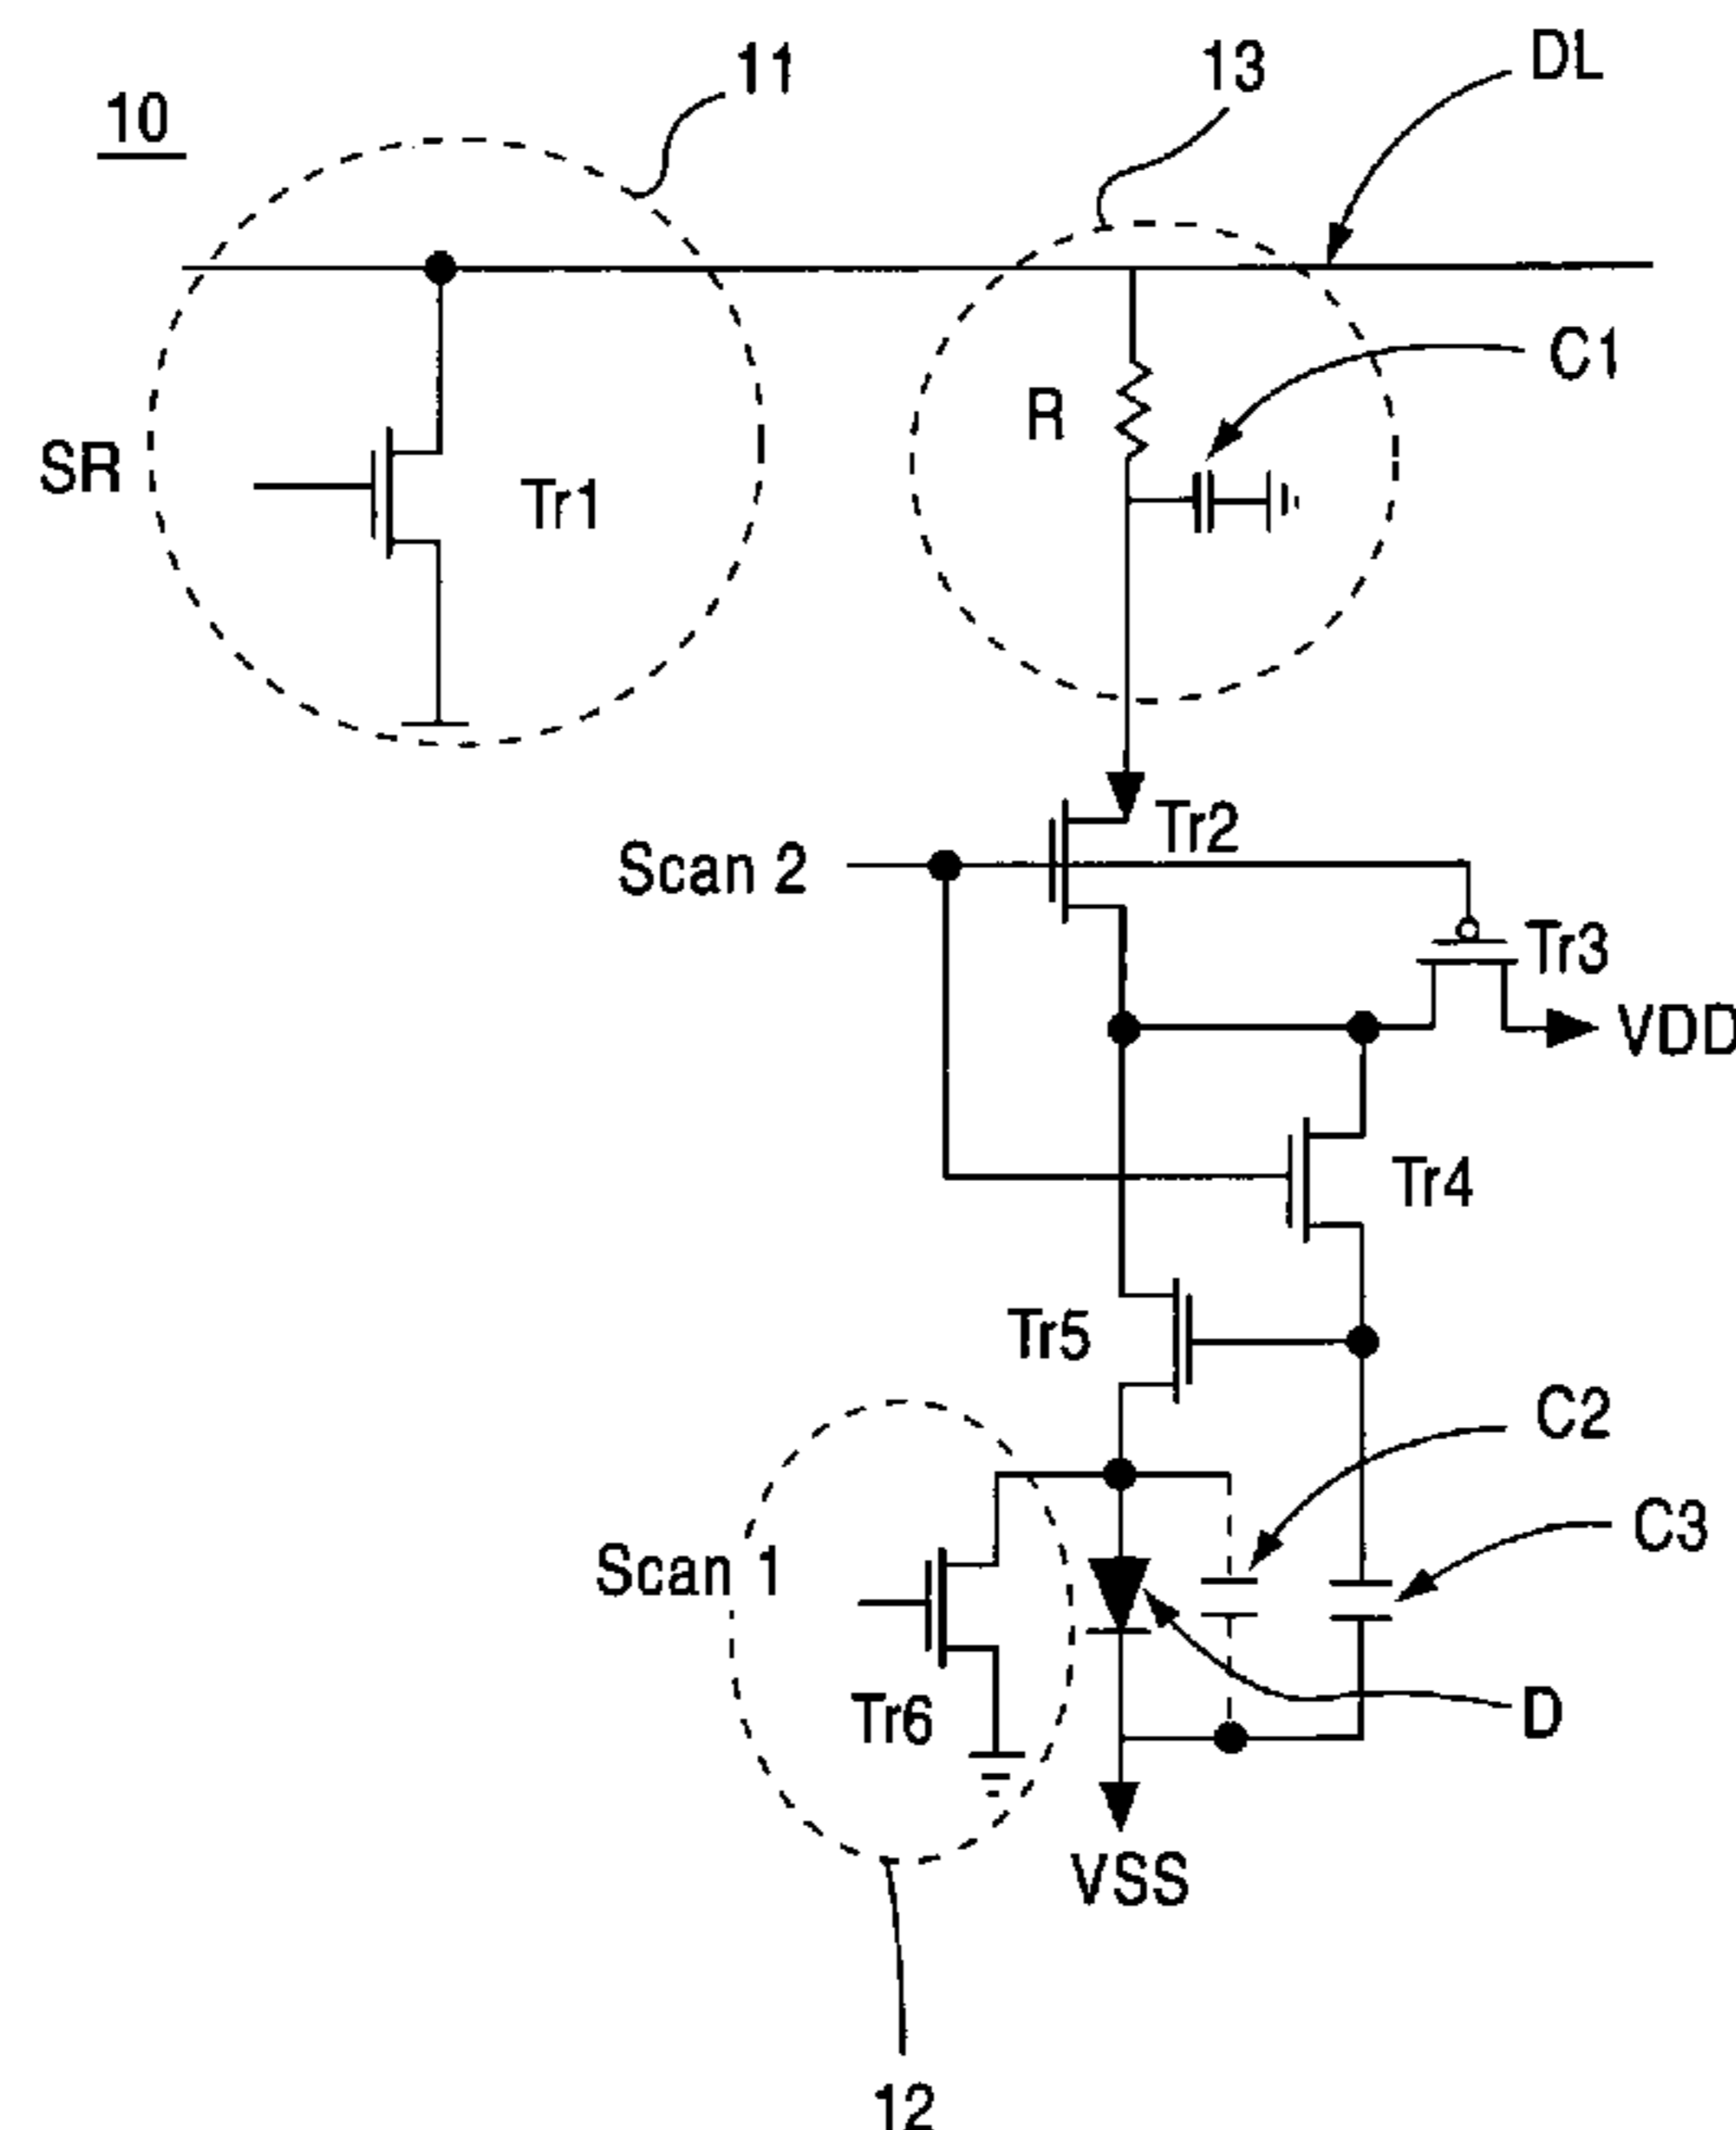 10
11
13
DL
C1
R
SR
Tr1
Tr2
Scan 2
Tr3
VDD
Tr4
Tr5
C2
C3
Scan 1
Tr6
D
VSS
12